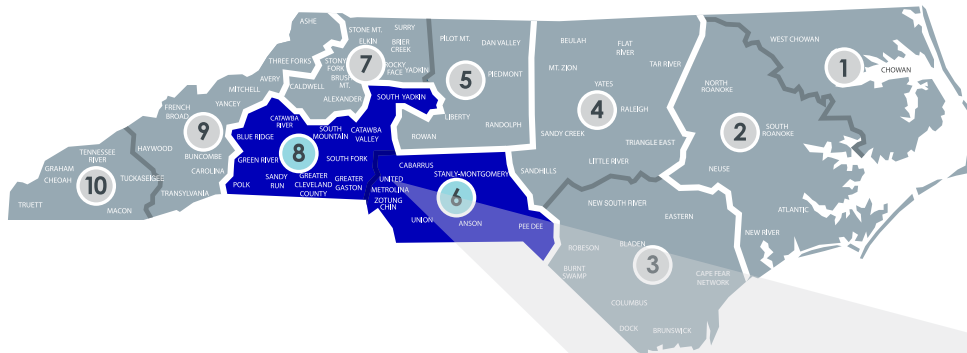 ASHE
STONE MT.
SURRY
ELKIN
BRIER
CREEK
THREE FORKS
STONY
FORK
7
ROCKY
FACE
YADKIN
BRUSHY
MT.
AVERY
CALDWELL
ALEXANDER
PILOT MT.
DAN VALLEY
5
PIEDMONT
LIBERTY
RANDOLPH
ROWAN
BEULAH
FLAT
RIVER
MT. ZION
TAR RIVER
YATES
4
RALEIGH
SANDY CREEK
TRIANGLE EAST
LITTLE RIVER
SANDHILLS
WEST CHOWAN
1
CHOWAN
NORTH
ROANOKE
2
SOUTH
ROANOKE
NEUSE
ATLANTIC
NEW RIVER
MITCHELL
FRENCH
BROAD
YANCEY
9
HAYWOOD
BUNCOMBE
CAROLINA
TRANSYLVANIA
TENNESSEE
RIVER
GRAHAM
CHEOAH
10
TUCKASEIGEE
TRUETT
MACON
SOUTH YADKIN
CATAWBA
RIVER
SOUTH
MOUNTAIN
CATAWBA
VALLEY
BLUE RIDGE
8
GREEN RIVER
SOUTH FORK
POLK
SANDY
RUN
GREATER
CLEVELAND
COUNTY
GREATER
GASTON
CABARRUS
STANLY-MONTGOMERY
UNITED
METROLINA
6
ZOTUNG
CHIN
UNION
ANSON
PEE DEE
NEW SOUTH RIVER
EASTERN
ROBESON
BLADEN
3
BURNT
SWAMP
CAPE FEAR
NETWORK
COLUMBUS
DOCK
BRUNSWICK